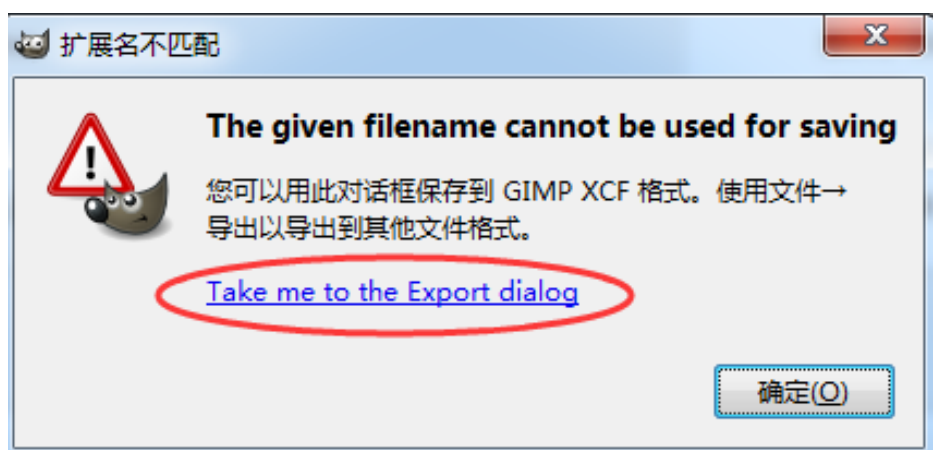 扩展名不匹配
The given filename cannot be used for saving
您可以用此对话框保存到 GIMP XCF 格式。使用文件→
导出以导出到其他文件格式。
Take me to the Export dialog
确定(O)